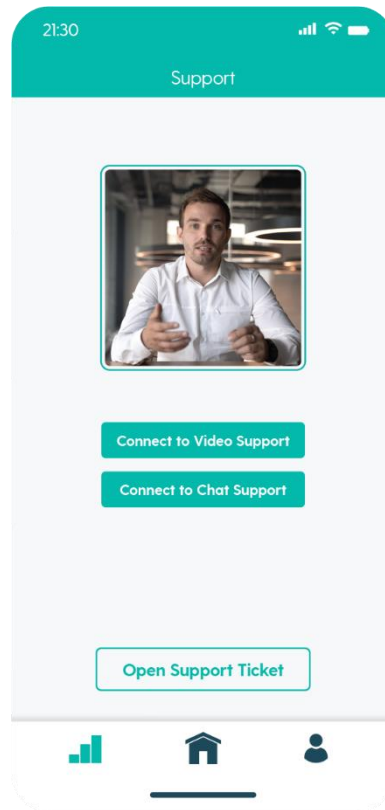 21:30
Support
Connect to Video Support
Connect to Chat Support
Open Support Ticket